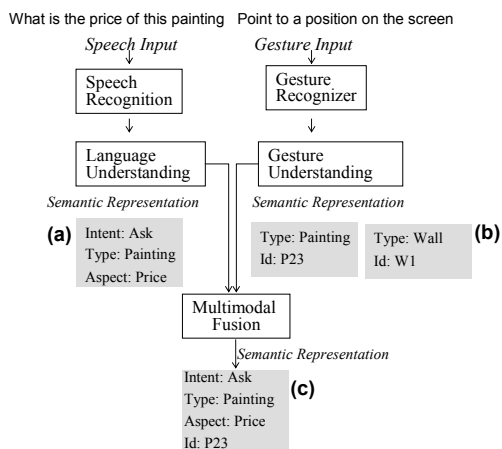 What is the price of this painting
Point to a position on the screen
Speech Input
Gesture Input
Speech
Recognition
Gesture
Recognizer
Language
Understanding
Gesture
Understanding
Semantic Representation
Semantic Representation
(a)
Intent: Ask
Type: Painting
Aspect: Price
Type: Painting
Id: P23
Type: Wall
Id: W1
(b)
Multimodal
Fusion
Semantic Representation
Intent: Ask
Type: Painting
Aspect: Price
Id: P23
(c)